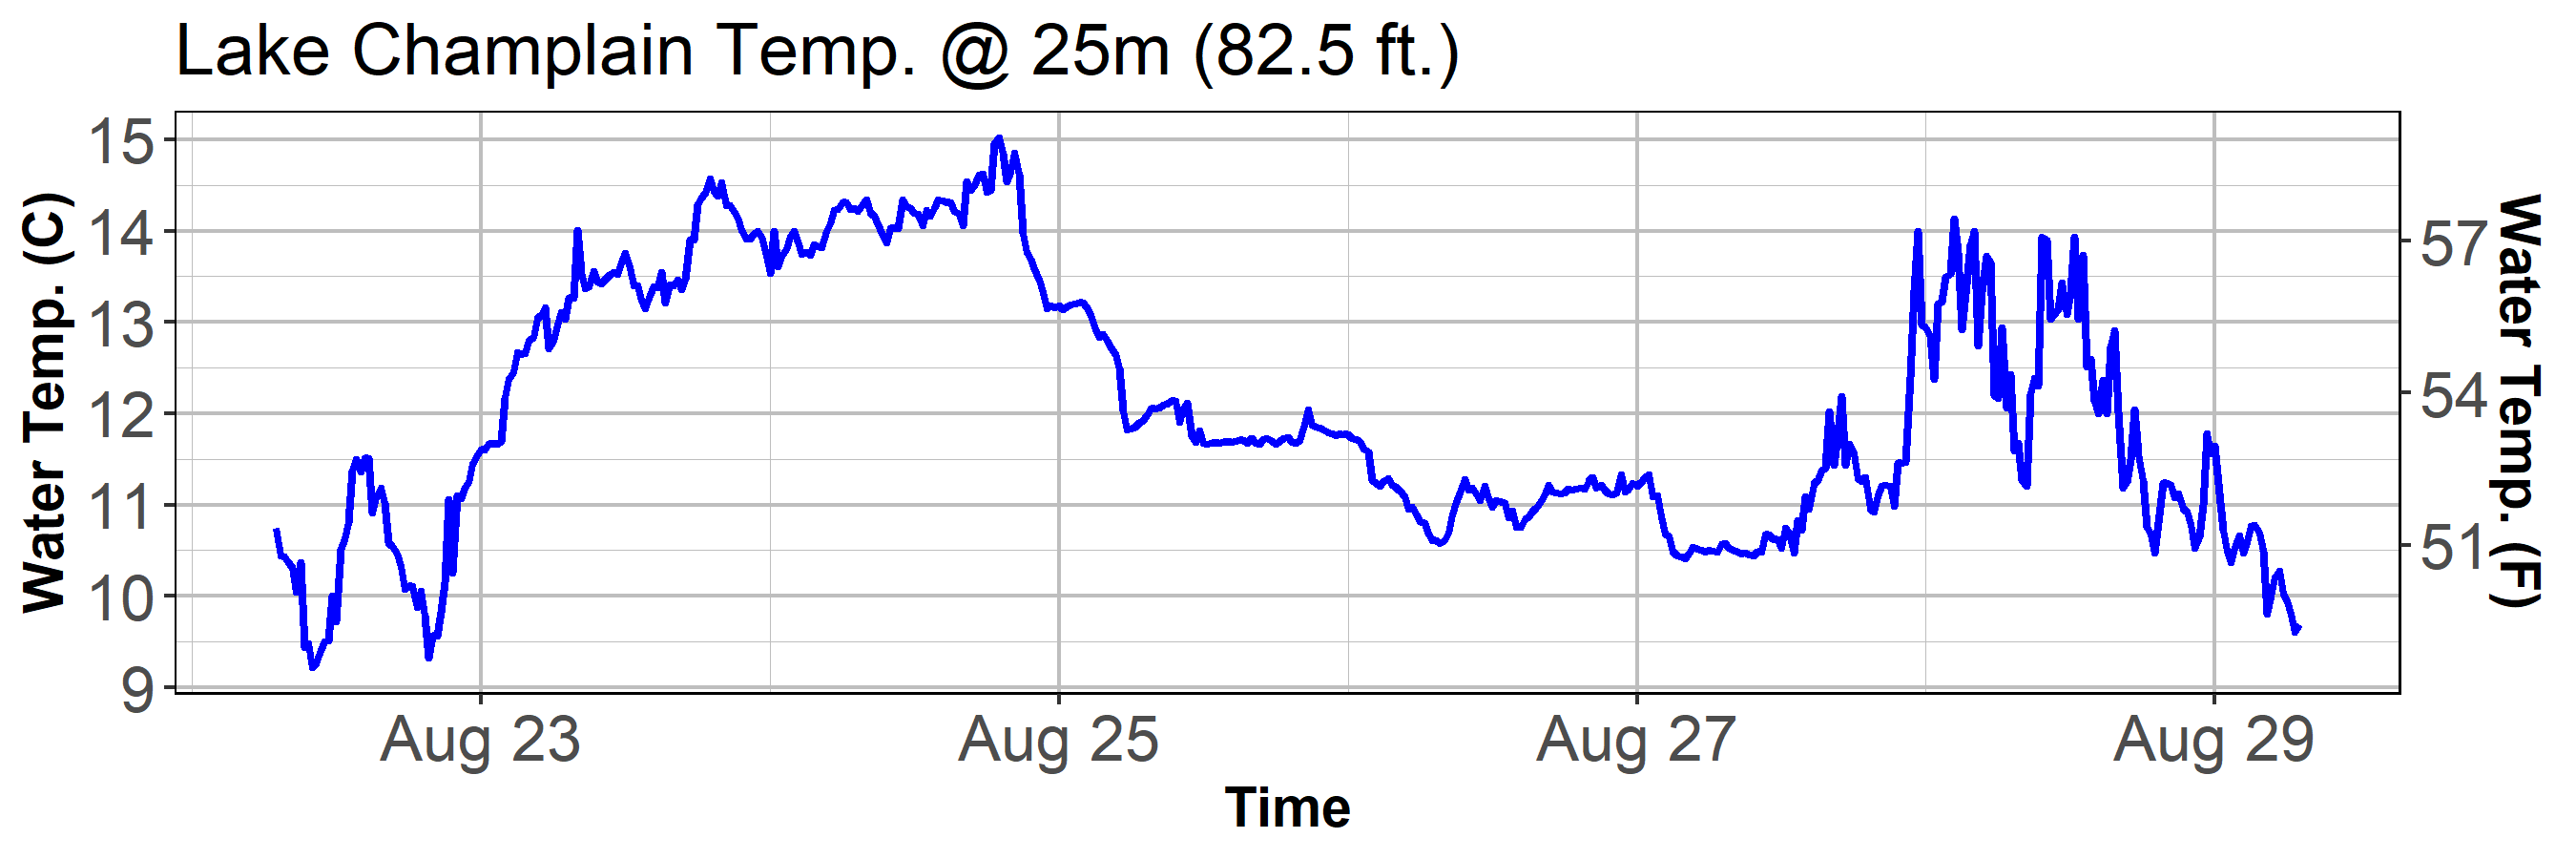 Lake Champlain Temp. @ 25m (82.5 ft.)
Water Temp. (C)
15
14
13
12
11
10
9
57
54
51
Water Temp. (F)
Aug 23 Aug 25 Aug 27 Aug 29
Time